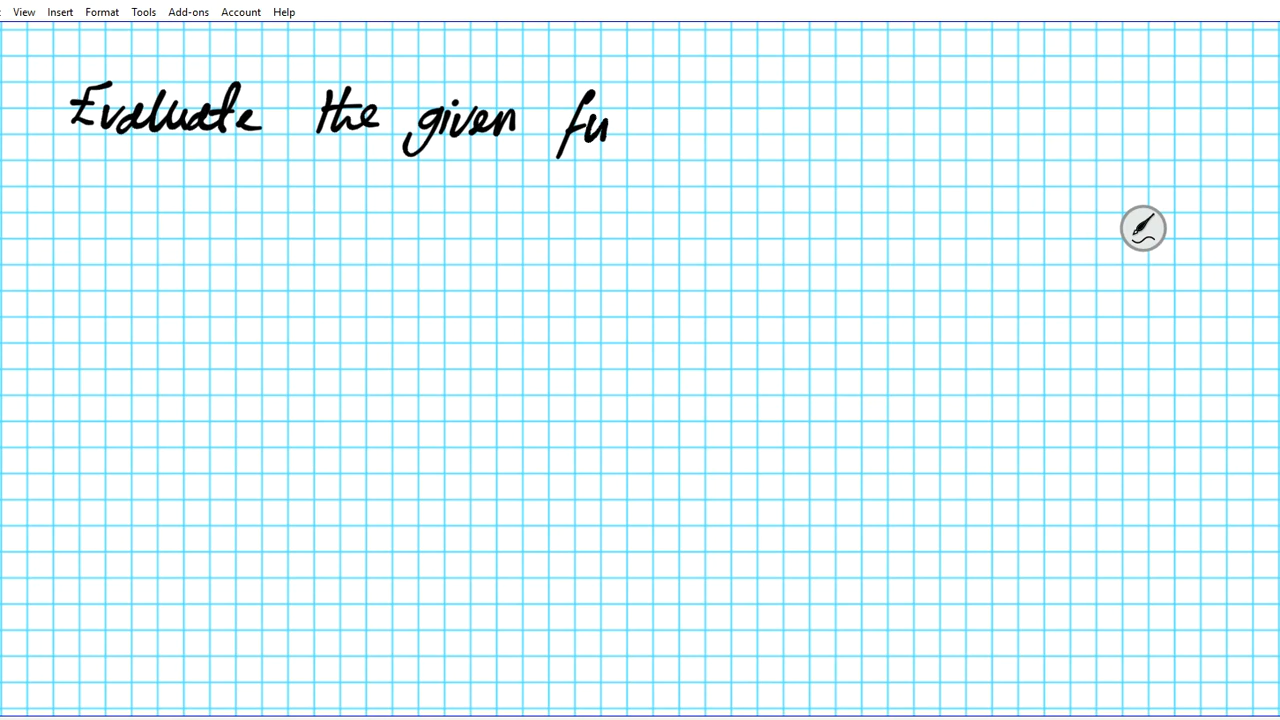 View Insert Format Tools Add-ons Account Help
Evaluate the given fu